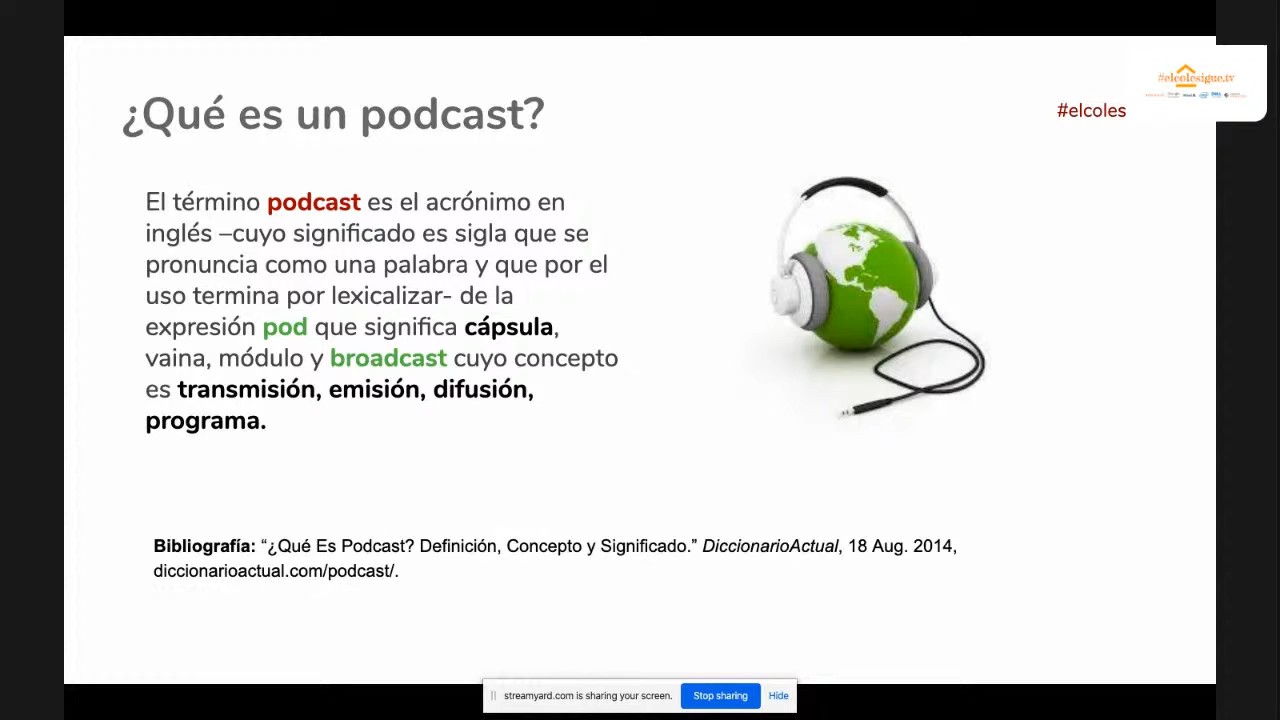 ¿Qué es un podcast?
#elcolesigue.tv
#elcoles
El término podcast es el acrónimo en
inglés –cuyo significado es sigla que se
pronuncia como una palabra y que por el
uso termina por lexicalizar- de la
expresión pod que significa cápsula,
vaina, módulo y broadcast cuyo concepto
es transmisión, emisión, difusión,
programa.
Bibliografía: “¿Qué Es Podcast? Definición, Concepto y Significado.” DiccionarioActual, 18 Aug. 2014,
diccionarioactual.com/podcast/.
streamyard.com is sharing your screen. Stop sharing Hide